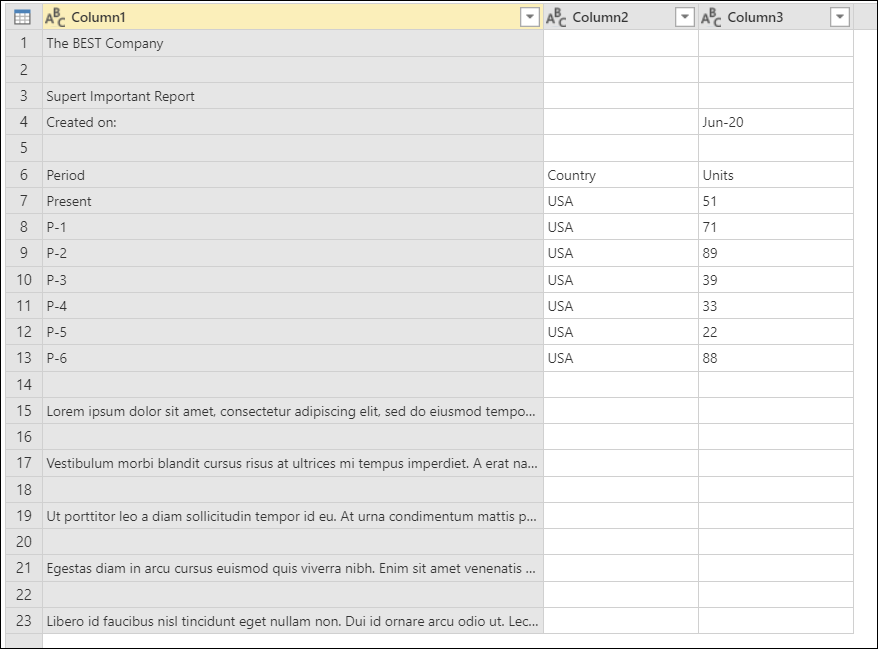 ABC Column1 ABC Column2 ABC Column3
1 The BEST Company
2
3 Supert Important Report
4 Created on: Jun-20
5
6 Period Country Units
7 Present USA 51
8 P-1 USA 71
9 P-2 USA 89
10 P-3 USA 39
11 P-4 USA 33
12 P-5 USA 22
13 P-6 USA 88
14
15 Lorem ipsum dolor sit amet, consectetur adipiscing elit, sed do eiusmod tempo...
16
17 Vestibulum morbi blandit cursus risus at ultrices mi tempus imperdiet. A erat na...
18
19 Ut porttitor leo a diam sollicitudin tempor id eu. At urna condimentum mattis p...
20
21 Egestas diam in arcu cursus euismod quis viverra nibh. Enim sit amet venenatis ...
22
23 Libero id faucibus nisl tincidunt eget nullam non. Dui id ornare arcu odio ut. Lec...